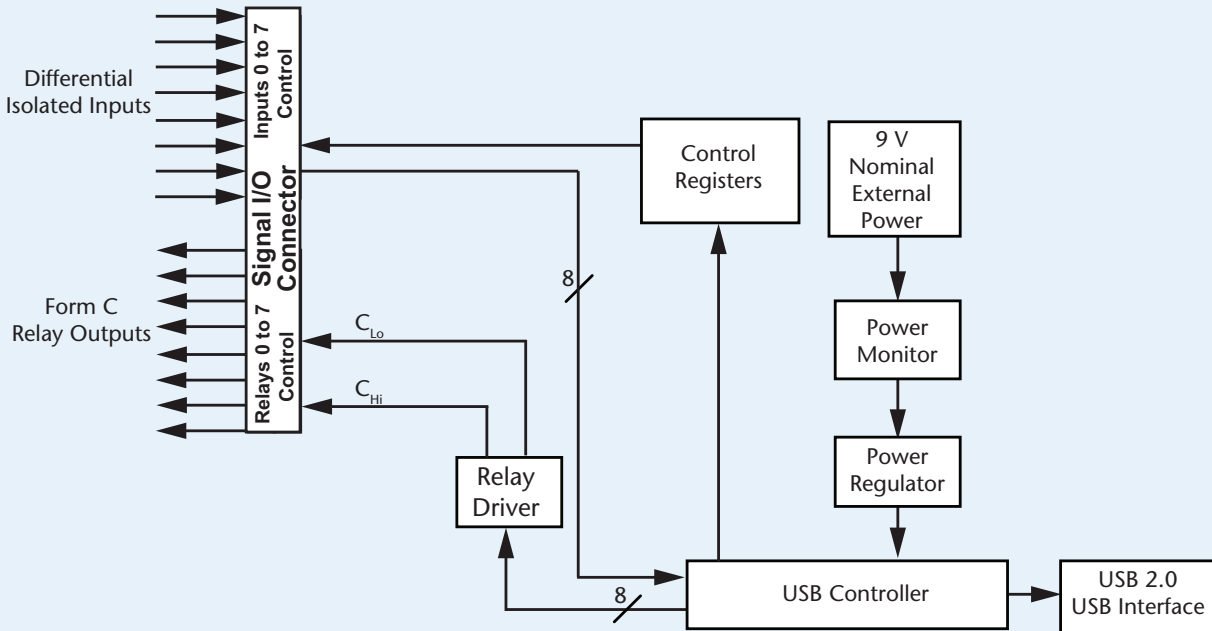 Differential
Isolated Inputs
Inputs 0 to 7
Control
Signal I/O
Connector
Relays 0 to 7
Control
Form C
Relay Outputs
Control
Registers
9 V
Nominal
External
Power
8
C Lo
C Hi
Power
Monitor
Relay
Driver
Power
Regulator
8
USB Controller
USB 2.0
USB Interface